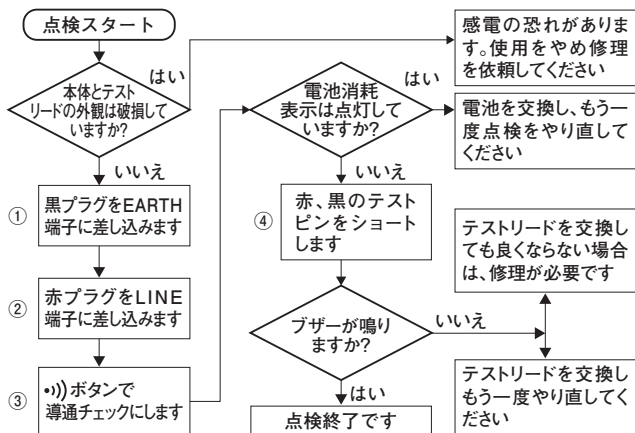 点検スタート
はい
本体とテスト
リードの外観は破損して
いますか?
いいえ
①
黒プラグをEARTH
端子に差し込みます
②
赤プラグをLINE
端子に差し込みます
③
•)))ボタンで
導通チェックにします
電池消耗
表示は点灯して
いますか?
はい
いいえ
④
赤、黒のテスト
ピンをショート
します
ブザーが鳴り
ますか?
いいえ
はい
点検終了です
感電の恐れがありま
す。使用をやめ修理
を依頼してください
電池を交換し、もう一
度点検をやり直して
ください
テストリードを交換し
ても良くならない場合
は、修理が必要です
テストリードを交換し
もう一度やり直してく
ださい